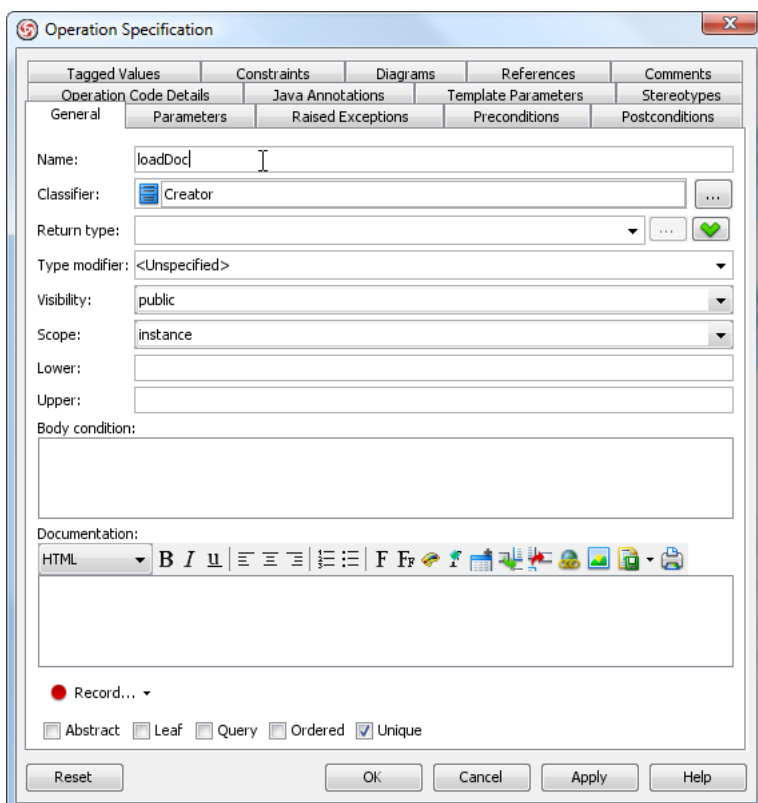 Operation Specification
Tagged Values Constraints Diagrams References Comments
Operation Code Details Java Annotations Template Parameters Stereotypes
General Parameters Raised Exceptions Preconditions Postconditions
Name: loadDoc
Classifier: Creator ...
Return type: ...
Type modifier: <Unspecified>
Visibility: public
Scope: instance
Lower:
Upper:
Body condition:
Documentation:
HTML B I u F FF
Record...
Abstract Leaf Query Ordered Unique
Reset OK Cancel Apply Help